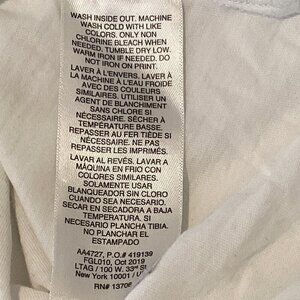 WASH INSIDE OUT. MACHINE
WASH COLD WITH LIKE
COLORS. ONLY NON
CHLORINE BLEACH WHEN
NEEDED. TUMBLE DRY LOW.
WARM IRON IF NEEDED. DO
NOT IRON ON PRINT.
LAVER À L'ENVERS. LAVER À
LA MACHINE À L'EAU FROIDE
AVEC DES COULEURS
SIMILAIRES. UTILISER UN
AGENT DE BLANCHIMENT
SANS CHLORE SI
NÉCESSAIRE. SÉCHER À
TEMPÉRATURE BASSE.
REPASSER AU FER TIÈDE SI
NÉCESSAIRE. NE PAS
REPASSER LES IMPRIMÉS.
LAVAR AL REVÉS. LAVAR A
MÁQUINA EN FRIO CON
COLORES SIMILARES.
SOLAMENTE USAR
BLANQUEADOR SIN CLORO
CUANDO SEA NECESARIO.
SECAR EN SECADORA A BAJA
TEMPERATURA. SI
NECESARIO PLANCHA TIBIA.
NO PLANCHAR EL
ESTAMPADO
AA4727, P.O.# 419139
FGL010, Oct 2019
LTAG / 100 W. 33rd St
New York 10001 /
RN# 13708